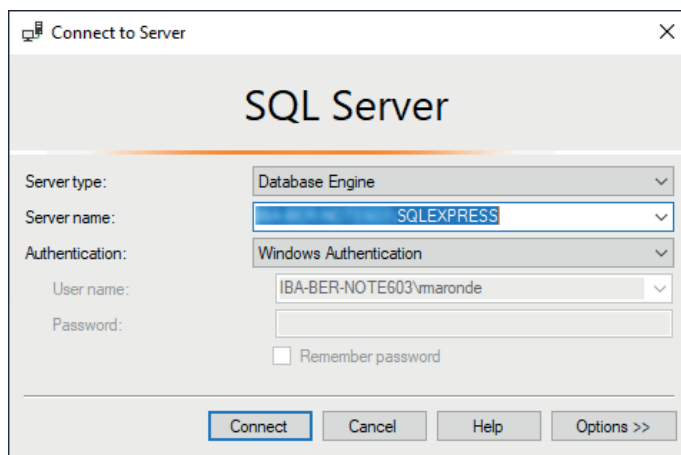 Connect to Server
SQL Server
Server type: Database Engine
Server name: SQLEXPRESS
Authentication: Windows Authentication
User name: IBA-BER-NOTE603\maronde
Password:
Remember password
Connect Cancel Help Options >>